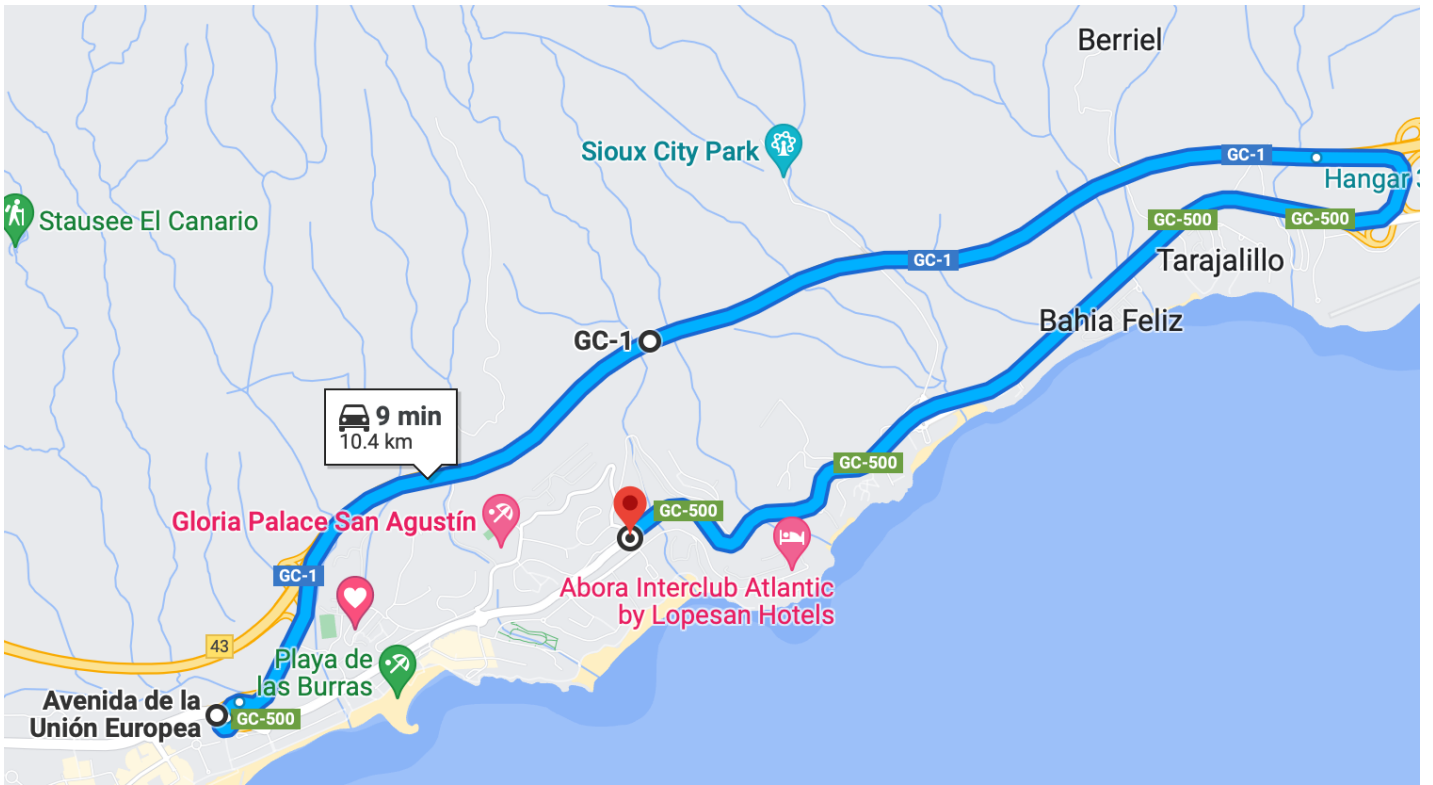 Berriel
Sioux City Park
GC-1
Hangar 3
Stausee El Canario
GC-500
GC-500
GC-1
Tarajalillo
Bahia Feliz
GC-1
9 min
10.4 km
GC-500
Gloria Palace San Agustín
GC-500
GC-1
Abora Interclub Atlantic
by Lopesan Hotels
43
Playa de
las Burras
Avenida de la
Unión Europea
GC-500